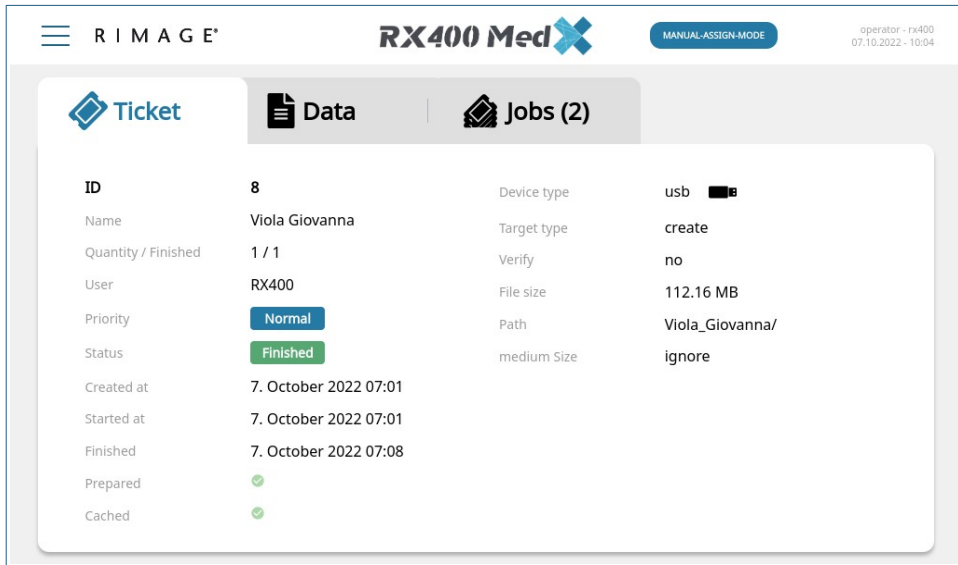 RIMAGE®
RX400 MedX
MANUAL-ASSIGN-MODE
operator - rx400
07.10.2022 - 10:04
Ticket
Data
Jobs (2)
ID 8
Name Viola Giovanna
Quantity / Finished 1 / 1
User RX400
Priority Normal
Status Finished
Created at 7. October 2022 07:01
Started at 7. October 2022 07:01
Finished 7. October 2022 07:08
Prepared
Cached
Device type usb
Target type create
Verify no
File size 112.16 MB
Path Viola_Giovanna/
medium Size ignore